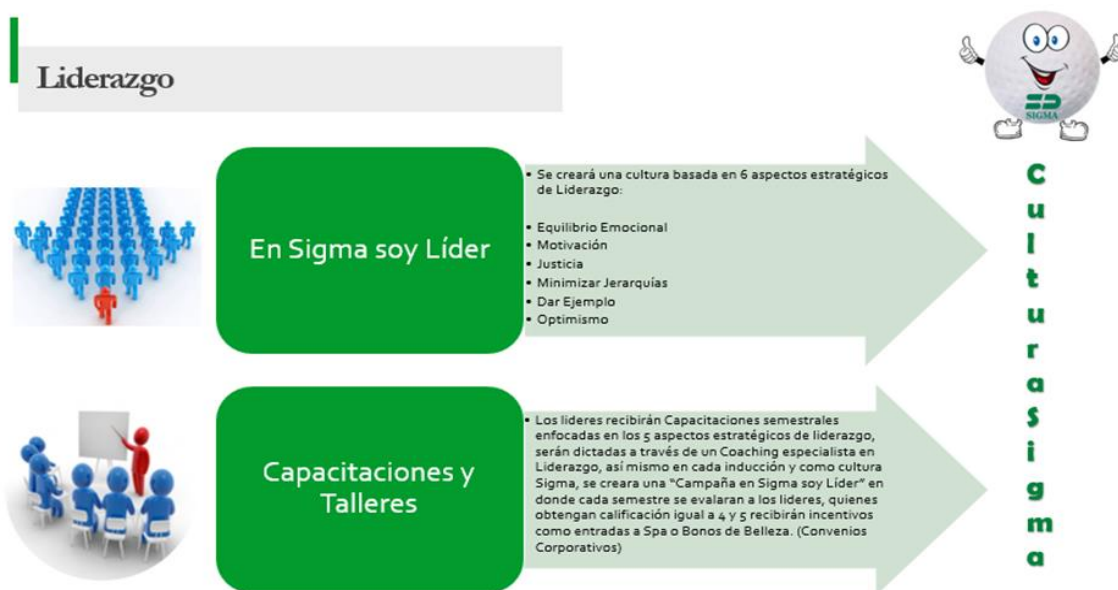 Liderazgo
SIGMA
En Sigma soy Líder
▪ Se creará una cultura basada en 6 aspectos estratégicos
de Liderazgo:
▪ Equilibrio Emocional
▪ Motivación
▪ Justicia
▪ Minimizar Jerarquías
▪ Dar Ejemplo
▪ Optimismo
Capacitaciones y
Talleres
▪ Los lideres recibirán Capacitaciones semestrales
enfocadas en los 5 aspectos estratégicos de liderazgo,
serán dictadas a través de un Coaching especialista en
Liderazgo, así mismo en cada inducción y como cultura
Sigma, se creara una “Campaña en Sigma soy Líder” en
donde cada semestre se evalaran a los lideres, quienes
obtengan calificación igual a 4 y 5 recibirán incentivos
como entradas a Spa o Bonos de Belleza. (Convenios
Corporativos)
CulturaSigma